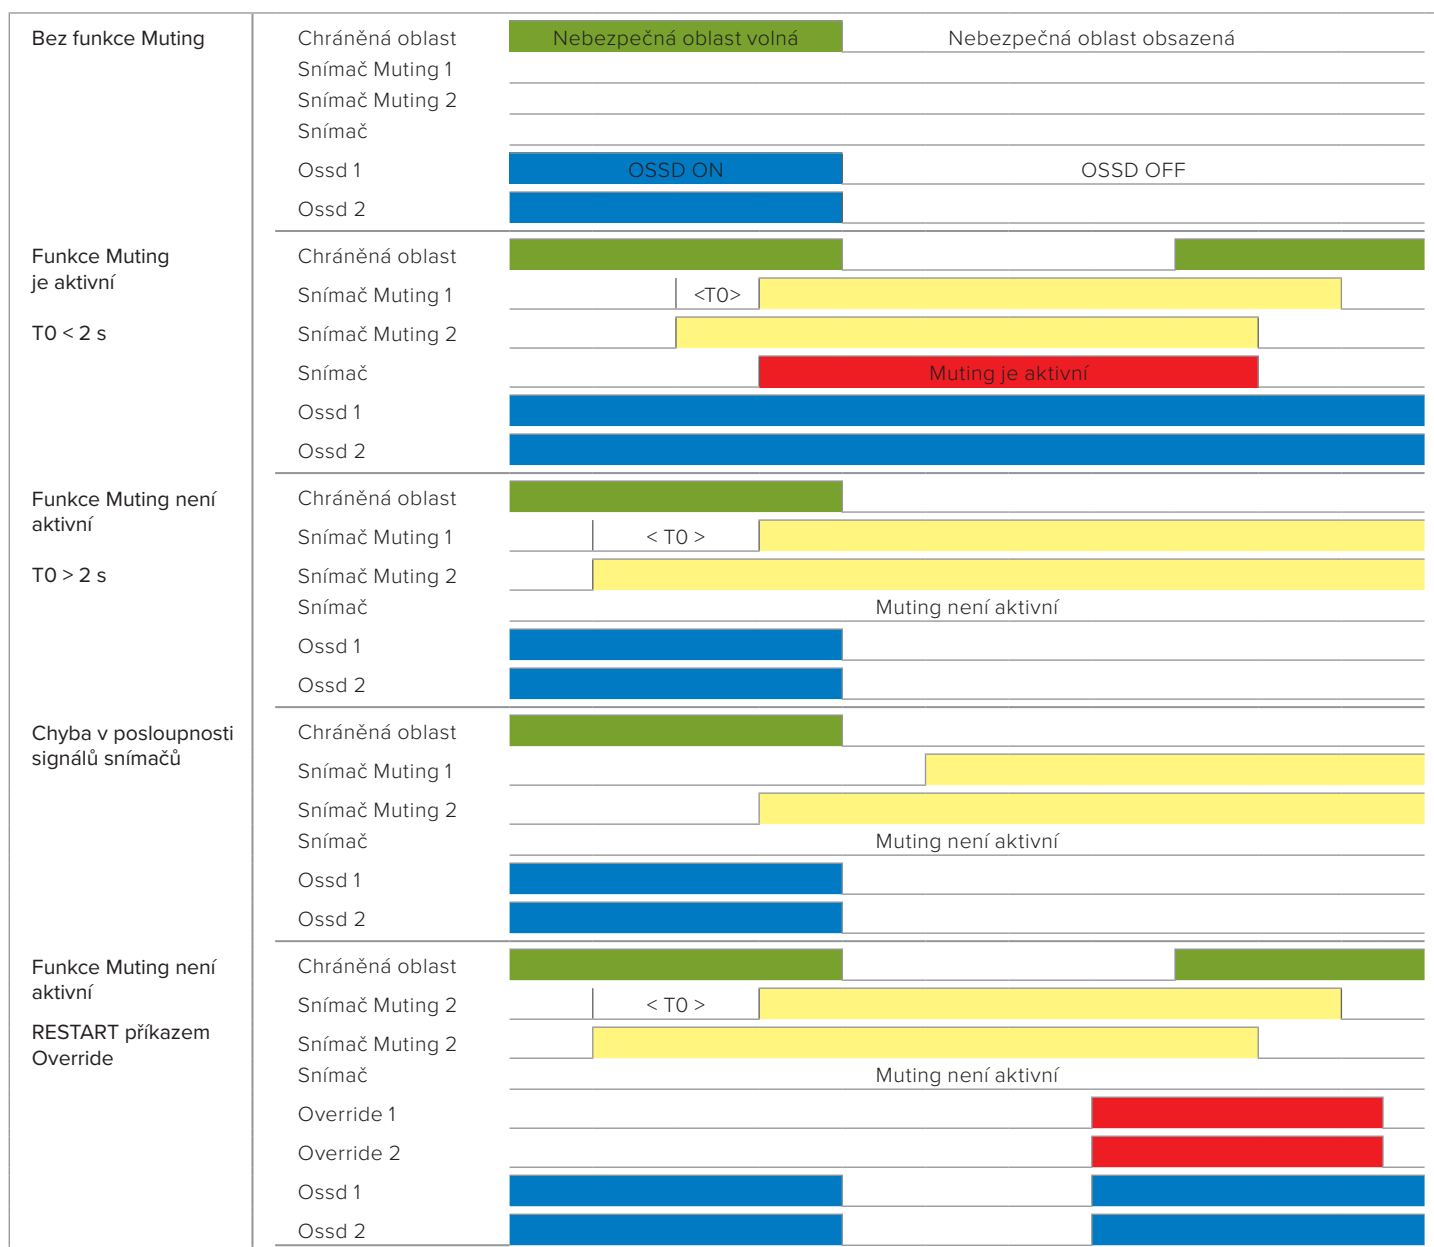 Bez funkce Muting
Chráněná oblast
Nebezpečná oblast volná
Nebezpečná oblast obsazená
Snímač Muting 1
Snímač Muting 2
Snímač
Ossd 1
OSSD ON
OSSD OFF
Ossd 2
Funkce Muting
je aktivní
T0 < 2 s
Chráněná oblast
Snímač Muting 1
<T0>
Snímač Muting 2
Snímač
Muting je aktivní
Ossd 1
Ossd 2
Funkce Muting není
aktivní
T0 > 2 s
Chráněná oblast
Snímač Muting 1
< T0 >
Snímač Muting 2
Snímač
Muting není aktivní
Ossd 1
Ossd 2
Chyba v posloupnosti
signálů snímačů
Chráněná oblast
Snímač Muting 1
Snímač Muting 2
Snímač
Muting není aktivní
Ossd 1
Ossd 2
Funkce Muting není
aktivní
RESTART příkazem
Override
Chráněná oblast
Snímač Muting 2
< T0 >
Snímač Muting 2
Snímač
Muting není aktivní
Override 1
Override 2
Ossd 1
Ossd 2